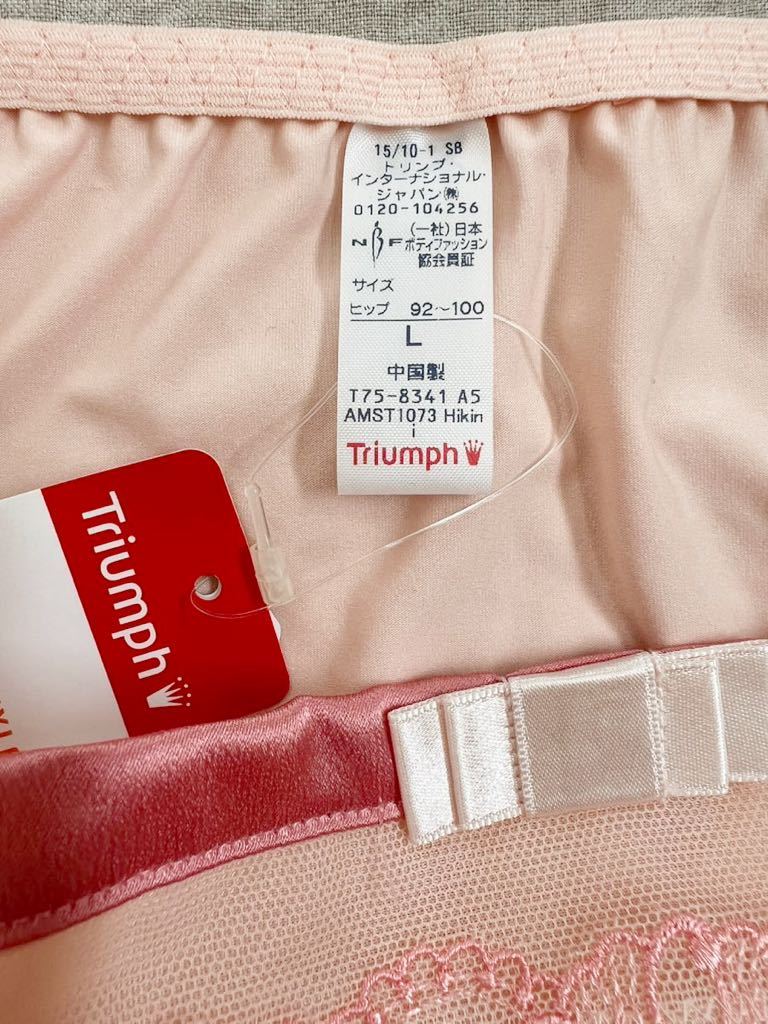 15/10-1 SB
トリンプ・
インターナショナル・
ジャパン㈱
0120-104256
NBF (一社)日本
ボディファッション
協会員証
サイズ
ヒップ 92～100
L
中国製
T75-8341 A5
AMST1073 Hikin
i
Triumph
Triumph